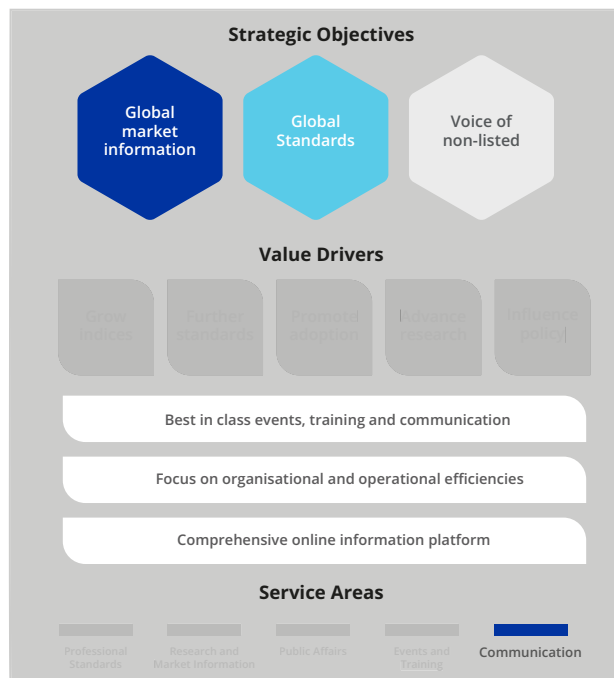 Strategic Objectives
Global
market
information
Global
Standards
Voice of
non-listed
Value Drivers
Grow
indices
Further
standards
Promote
adoption
Advance
research
Influence
policy
Best in class events, training and communication
Focus on organisational and operational efficiencies
Comprehensive online information platform
Service Areas
Professional
Standards
Research and
Market Information
Public Affairs
Events and
Training
Communication